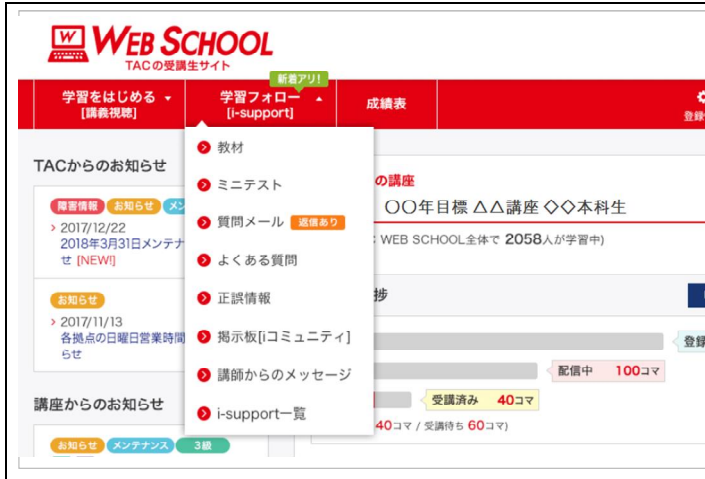 WEB SCHOOL
TACの受講生サイト
新着アリ!
学習をはじめる
[講義視聴]
学習フォロー
[i-support]
成績表
登録
TACからのお知らせ
障害情報 お知らせ
2017/12/22
2018年3月31日メンテナ
せ [NEW!]
お知らせ
2017/11/13
各拠点の日曜日営業時間
らせ
講座からのお知らせ
お知らせ メンテナンス 3級
教材
ミニテスト
質問メール 返信あり
よくある質問
正誤情報
掲示板[iコミュニティ]
講師からのメッセージ
i-support一覧
の講座
〇〇年目標 △△講座 ◇◇本科生
: WEB SCHOOL全体で 2058人が学習中)
捗
登録
配信中 100コマ
受講済み 40コマ
40コマ / 受講待ち 60コマ)